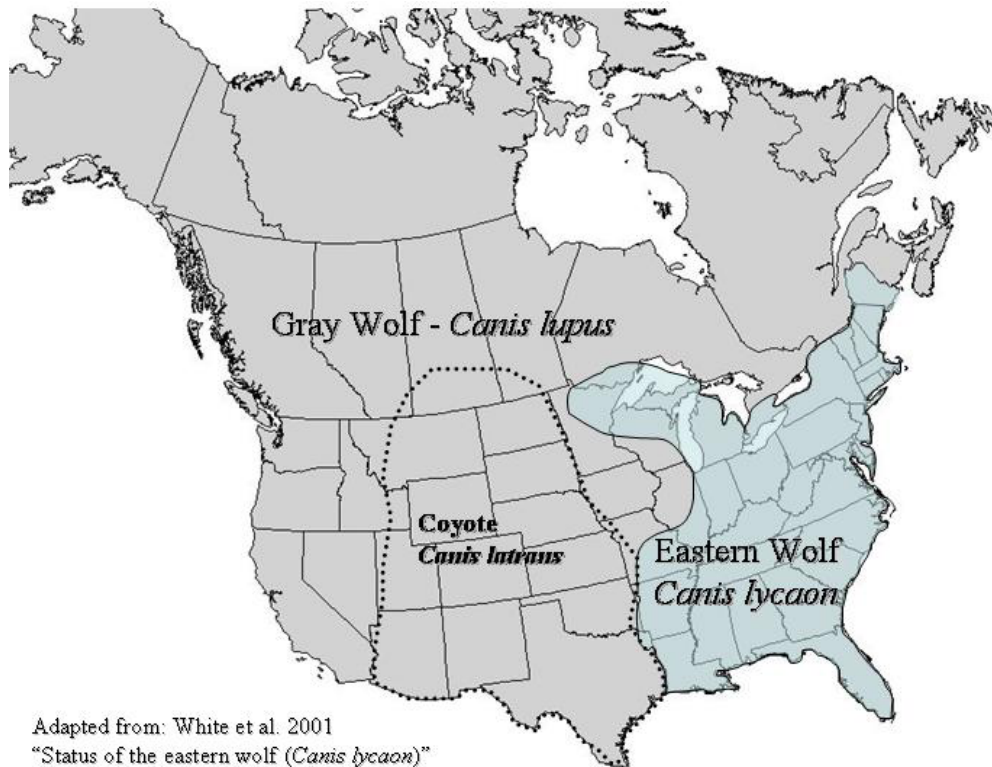 Gray Wolf - Canis lupus
Coyote
Canis latrans
Eastern Wolf
Canis lycaon
Adapted from: White et al. 2001
“Status of the eastern wolf (Canis lycaon)”